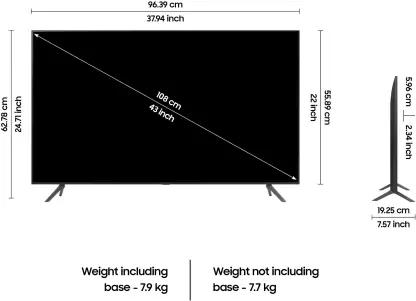 96.39 cm
37.94 inch
62.78 cm
24.71 inch
108 cm
43 inch
22 inch
55.89 cm
5.96 cm
2.34 inch
19.25 cm
7.57 inch
Weight including
base - 7.9 kg
Weight not including
base - 7.7 kg